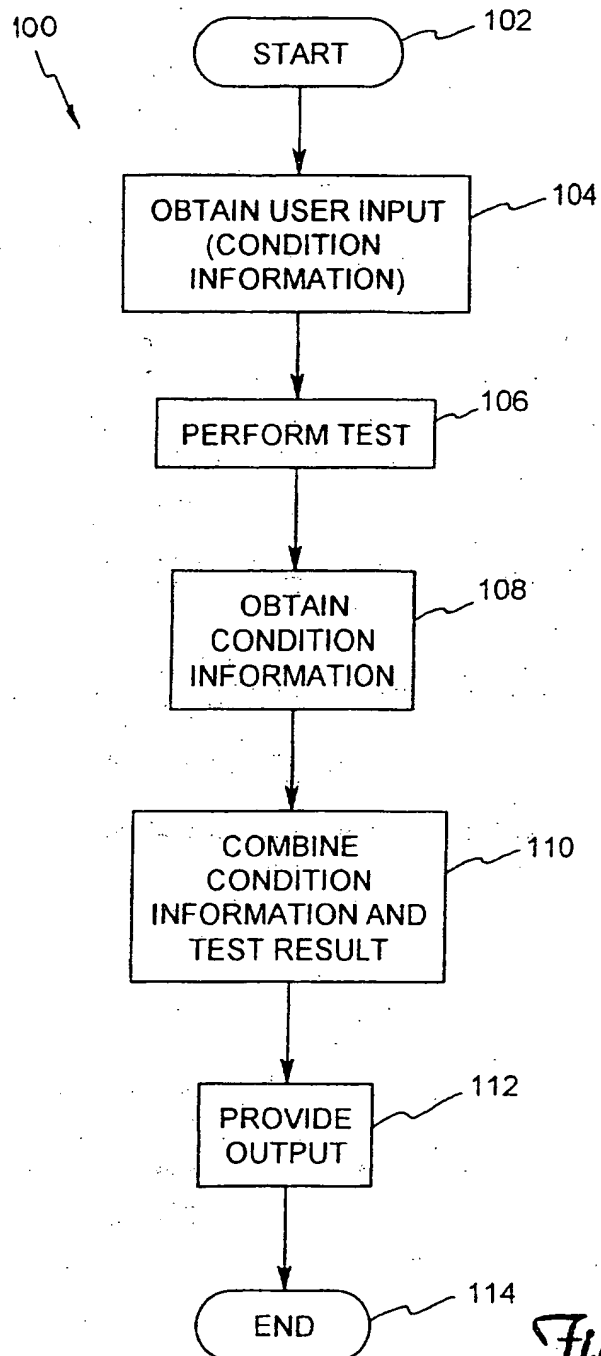 100
102
START
104
OBTAIN USER INPUT
(CONDITION
INFORMATION)
106
PERFORM TEST
108
OBTAIN
CONDITION
INFORMATION
110
COMBINE
CONDITION
INFORMATION AND
TEST RESULT
112
PROVIDE
OUTPUT
114
END